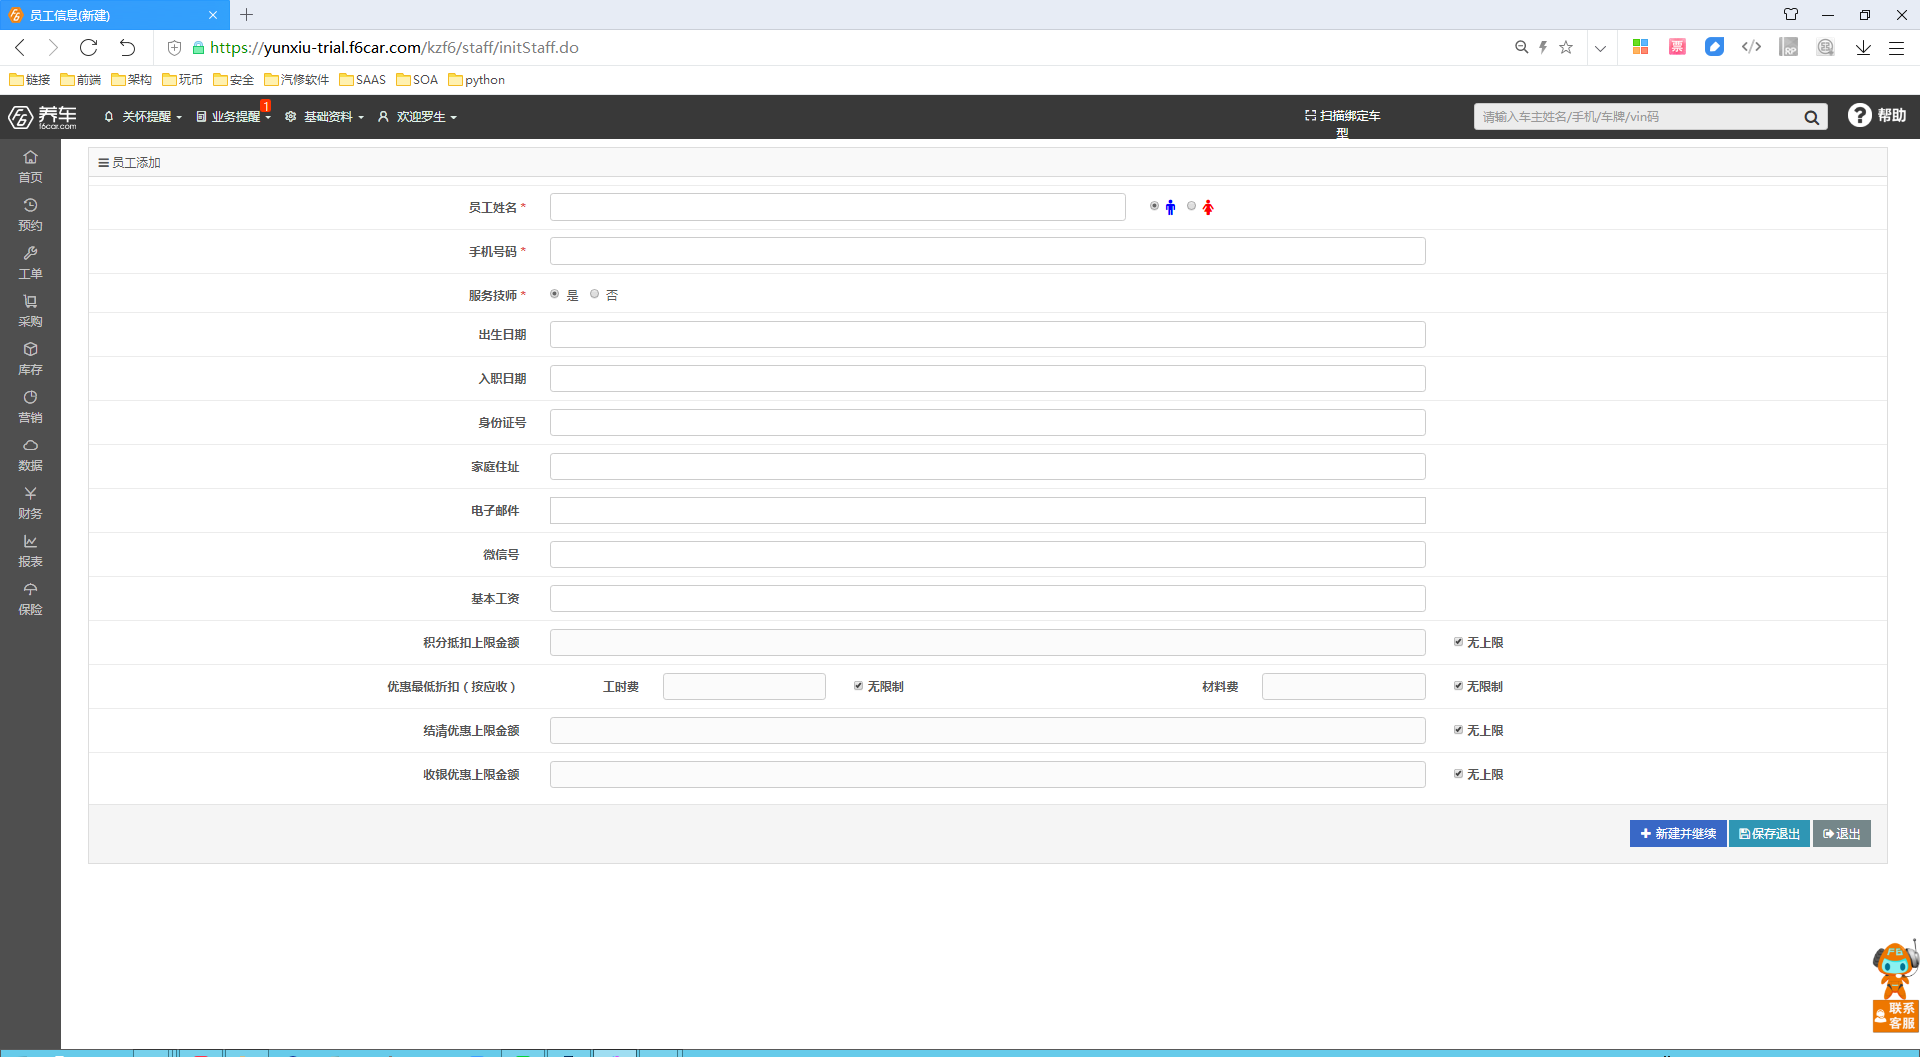 员工信息(新建)
https://yunxiu-trial.f6car.com/kzf6/staff/initStaff.do
票
RP
链接 前端 架构 玩币 安全 汽修软件 SAAS SOA python
F6 养车 f6car.com
关怀提醒 业务提醒 1 基础资料 欢迎罗生
扫描绑定车型
请输入车主姓名/手机/车牌/vin码
帮助
首页
预约
工单
采购
库存
营销
数据
财务
报表
保险
员工添加
员工姓名 *
手机号码 *
服务技师 * 是 否
出生日期
入职日期
身份证号
家庭住址
电子邮件
微信号
基本工资
积分抵扣上限金额 无上限
优惠最低折扣（按应收） 工时费 无限制 材料费 无限制
结清优惠上限金额 无上限
收银优惠上限金额 无上限
新建并继续 保存退出 退出
F6
联系
客服